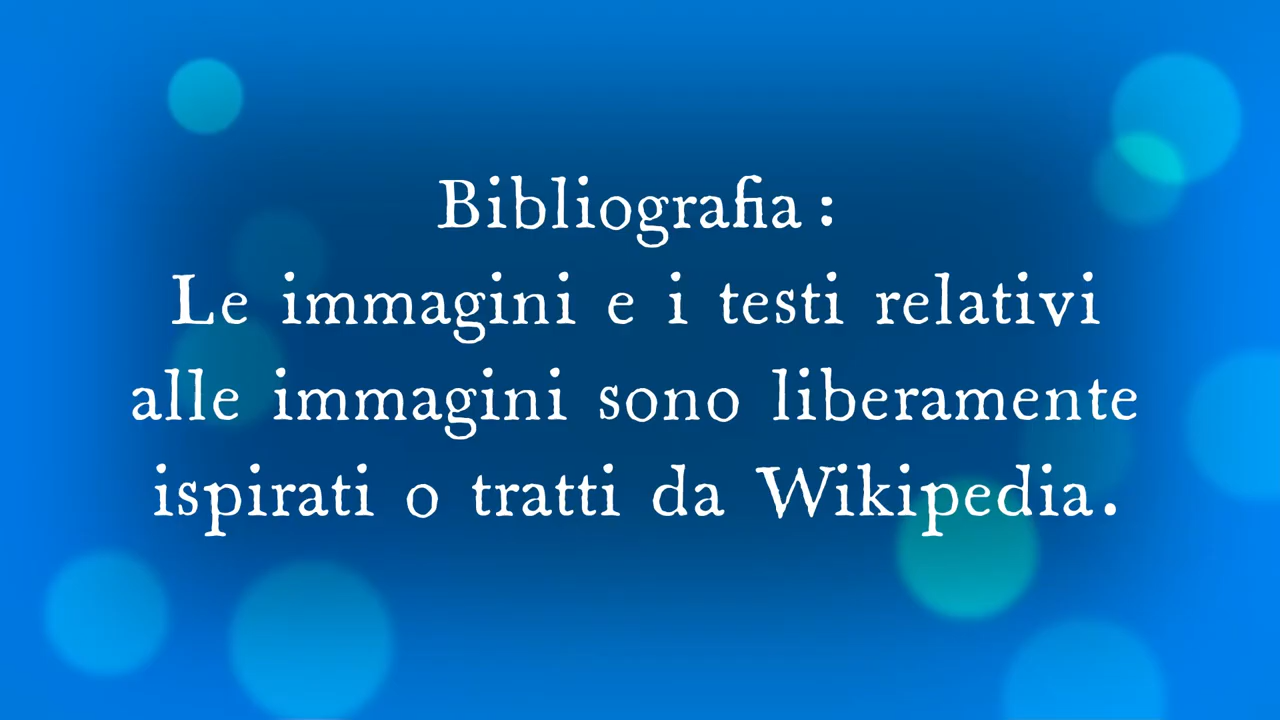 Bibliografia :
Le immagini e i testi relativi
alle immagini sono liberamente
ispirati o tratti da Wikipedia.